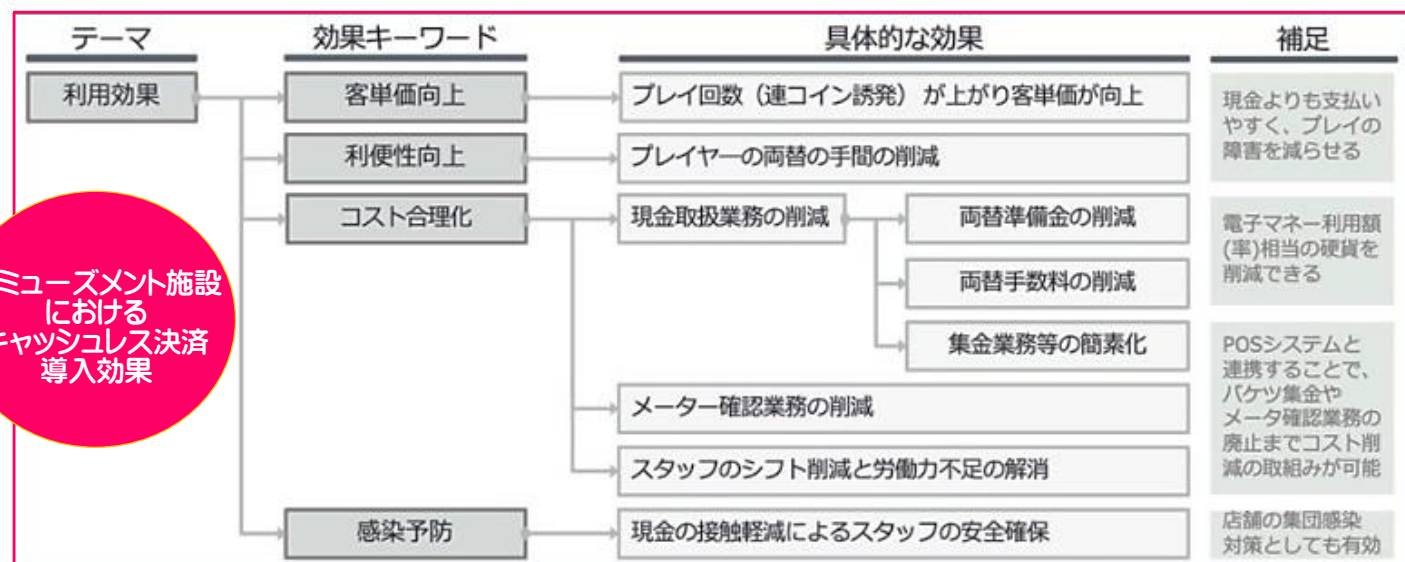 テーマ
効果キーワード
具体的な効果
補足
利用効果
客単価向上
プレイ回数（連コイン誘発）が上がり客単価が向上
現金よりも支払い
やすく、プレイの
障害を減らせる
利便性向上
プレイヤーの両替の手間の削減
コスト合理化
現金取扱業務の削減
両替準備金の削減
電子マネー利用額
(率)相当の硬貨を
削減できる
両替手数料の削減
集金業務等の簡素化
ミューズメント施設
における
キャッシュレス決済
導入効果
メーター確認業務の削減
スタッフのシフト削減と労働力不足の解消
POSシステムと
連携することで、
バケツ集金や
メータ確認業務の
廃止までコスト削
減の取組みが可能
感染予防
現金の接触軽減によるスタッフの安全確保
店舗の集団感染
対策としても有効